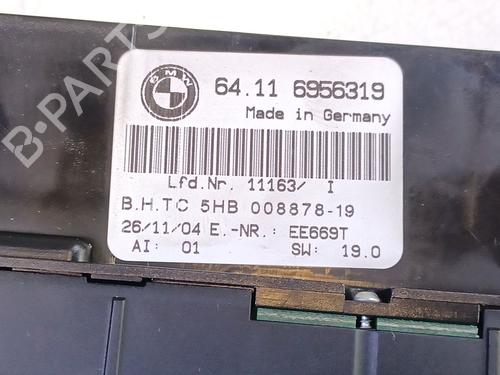 B-PARTS
BMW
64.11 6956319
Made in Germany
Lfd.Nr. 11163/ I
B.H.TC 5HB 008878-19
26/11/04 E.-NR.: EE669T
AI: 01 SW: 19.0